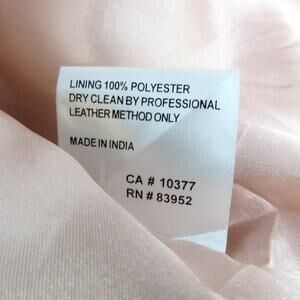 LINING 100% POLYESTER
DRY CLEAN BY PROFESSIONAL
LEATHER METHOD ONLY
MADE IN INDIA
CA # 10377
RN # 83952